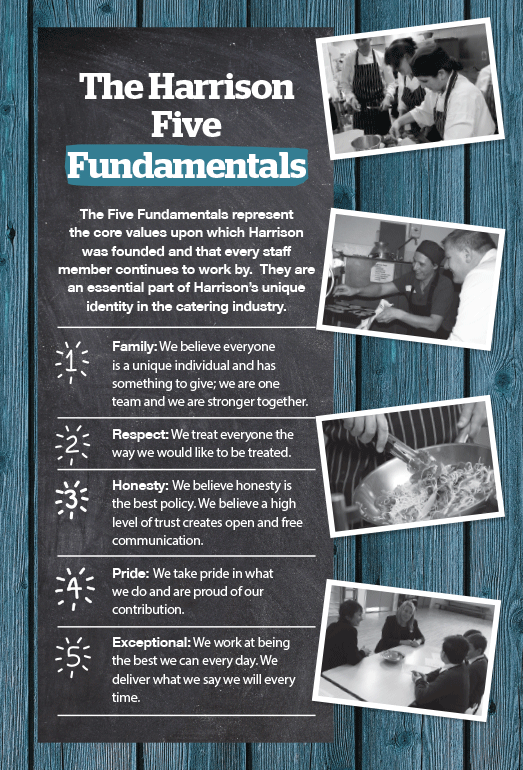 The Harrison
Five
Fundamentals
The Five Fundamentals represent
the core values upon which Harrison
was founded and that every staff
member continues to work by. They are
an essential part of Harrison's unique
identity in the catering industry.
1
Family: We believe everyone
is a unique individual and has
something to give; we are one
team and we are stronger together.
2
Respect: We treat everyone the
way we would like to be treated.
3
Honesty: We believe honesty is
the best policy. We believe a high
level of trust creates open and free
communication.
4
Pride: We take pride in what
we do and are proud of our
contribution.
5
Exceptional: We work at being
the best we can every day. We
deliver what we say we will every
time.